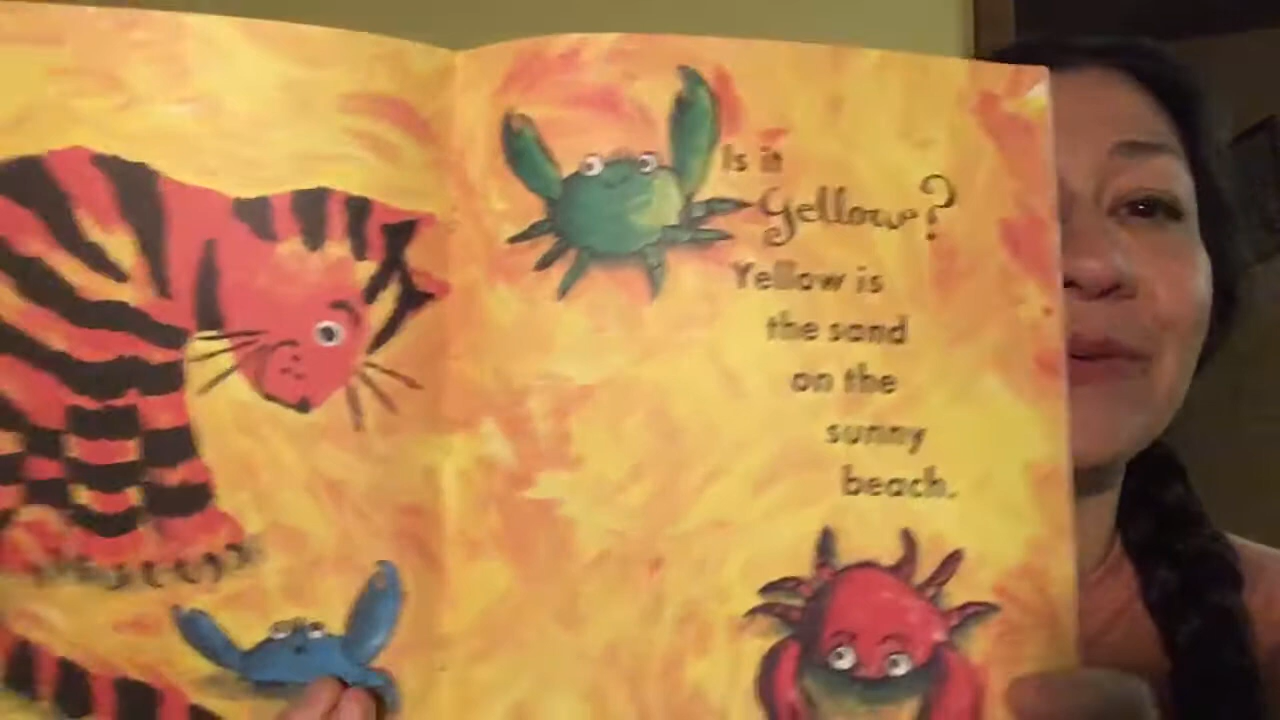 Is it
Yellow?
Yellow is
the sand
on the
sunny
beach.